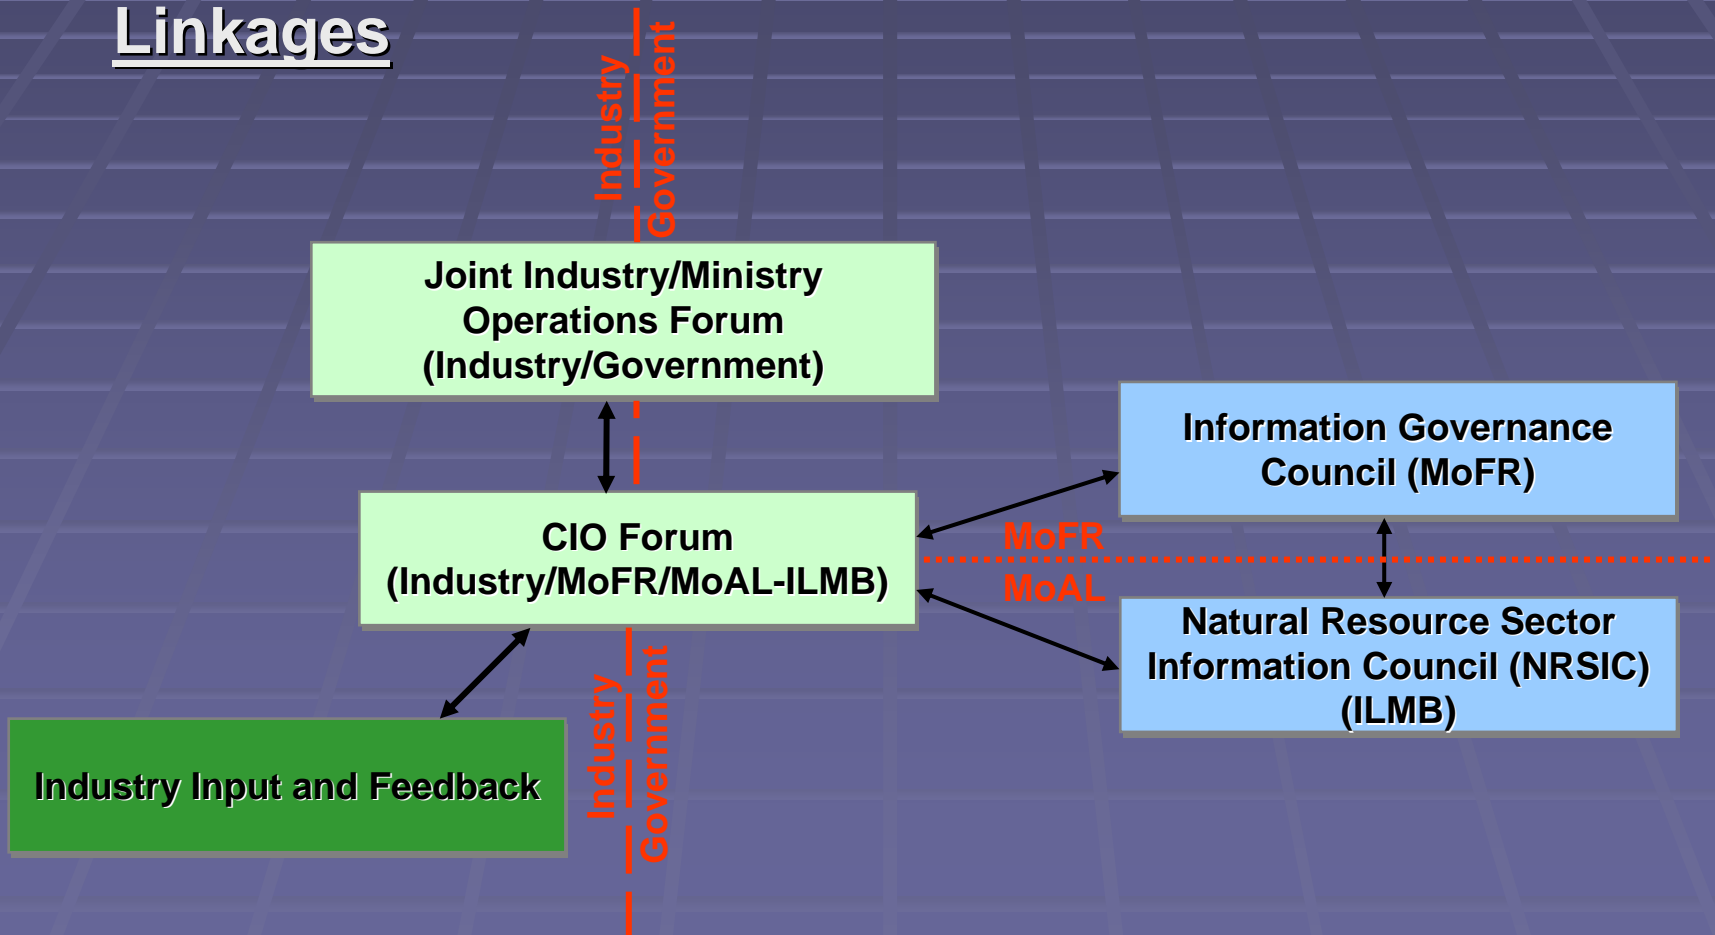 Linkages
Industry
Government
Joint Industry/Ministry
Operations Forum
(Industry/Government)
Information Governance
Council (MoFR)
CIO Forum
(Industry/MoFR/MoAL-ILMB)
MoFR
MoAL
Natural Resource Sector
Information Council (NRSIC)
(ILMB)
Industry
Government
Industry Input and Feedback